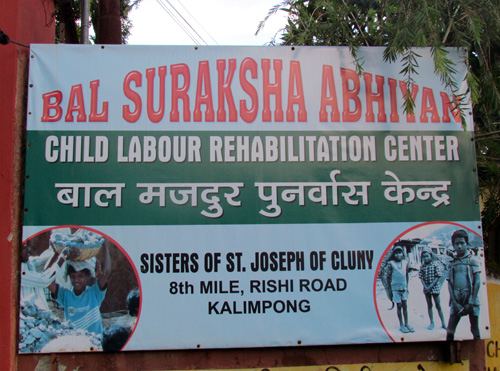 BAL SURAKSHA ABHIYAN
CHILD LABOUR REHABILITATION CENTER
बाल मजदुर पुनर्वास केन्द्र
SISTERS OF ST. JOSEPH OF CLUNY
8th MILE, RISHI ROAD
KALIMPONG